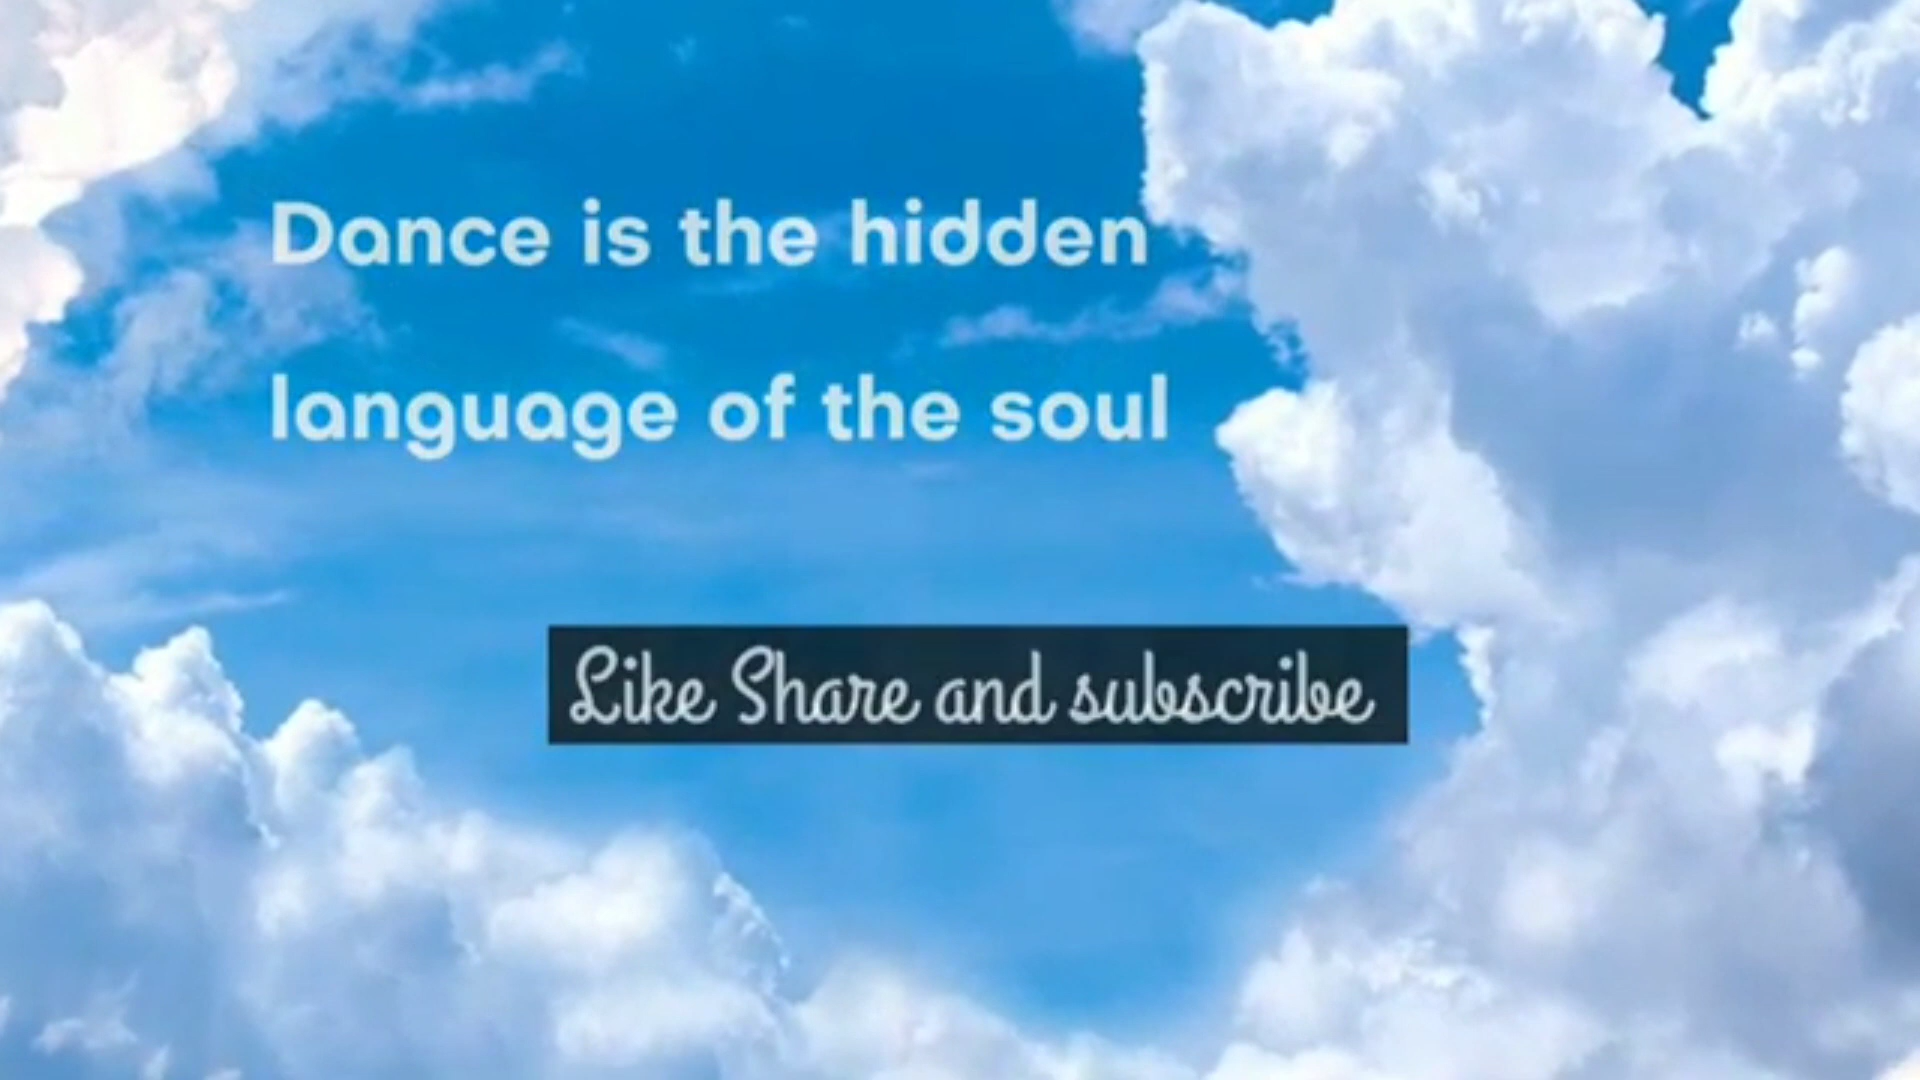 Dance is the hidden
language of the soul
Like Share and subscribe